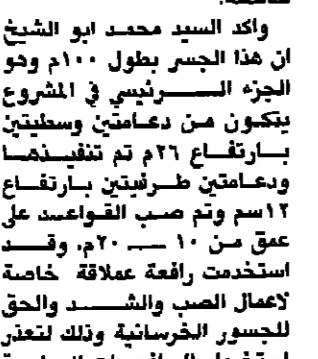 واكد السيد محمد ابو الشيخ
ان هذا الجسر بطول ١٠٠م وهو
الجزء الرئيسي في المشروع
يتكون من دعامتين وسطيتين
بارتفاع ٢٦م تم تنفيذهما
ودعامتين طرفيتين بارتفاع
١٢سم وتم صب القواعد على
عمق من ١٠ — ٢٠م. وقد
استخدمت رافعة عملاقة خاصة
لاعمال الصب والشد والحق
للجسور الخرسانية وذلك لتعذر